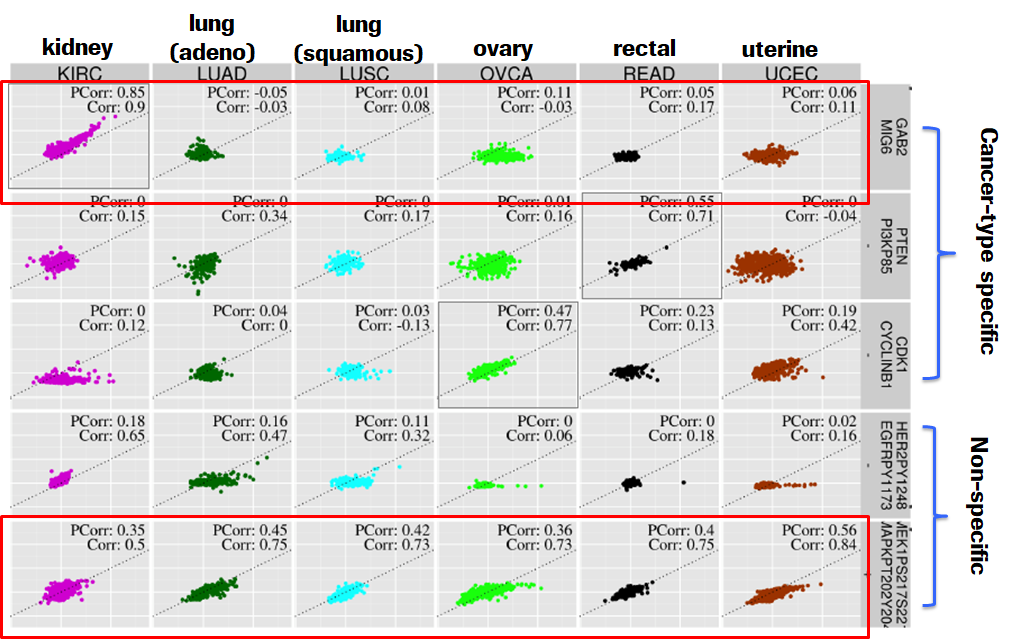 kidney
lung
(adeno)
lung
(squamous)
ovary
rectal
uterine
KIRC
LUAD
LUSC
OVCA
READ
UCEC
PCorr: 0.85
Corr: 0.9
PCorr: -0.05
Corr: -0.03
PCorr: 0.01
Corr: 0.08
PCorr: 0.11
Corr: -0.03
PCorr: 0.05
Corr: 0.17
PCorr: 0.06
Corr: 0.11
GAB2
MIG6
PCorr: 0
Corr: 0.15
PCorr: 0
Corr: 0.34
PCorr: 0
Corr: 0.17
PCorr: 0.01
Corr: 0.16
PCorr: 0.55
Corr: 0.71
PCorr: 0
Corr: -0.04
PTEN
PI3KP85
PCorr: 0
Corr: 0.12
PCorr: 0.04
Corr: 0
PCorr: 0.03
Corr: -0.13
PCorr: 0.47
Corr: 0.77
PCorr: 0.23
Corr: 0.13
PCorr: 0.19
Corr: 0.42
CDK1
CYCLINB1
Cancer-type specific
PCorr: 0.18
Corr: 0.65
PCorr: 0.16
Corr: 0.47
PCorr: 0.11
Corr: 0.32
PCorr: 0
Corr: 0.06
PCorr: 0
Corr: 0.18
PCorr: 0.02
Corr: 0.16
HER2PY1248
EGFRPY1173
PCorr: 0.35
Corr: 0.5
PCorr: 0.45
Corr: 0.75
PCorr: 0.42
Corr: 0.73
PCorr: 0.36
Corr: 0.73
PCorr: 0.4
Corr: 0.75
PCorr: 0.56
Corr: 0.84
Non-specific